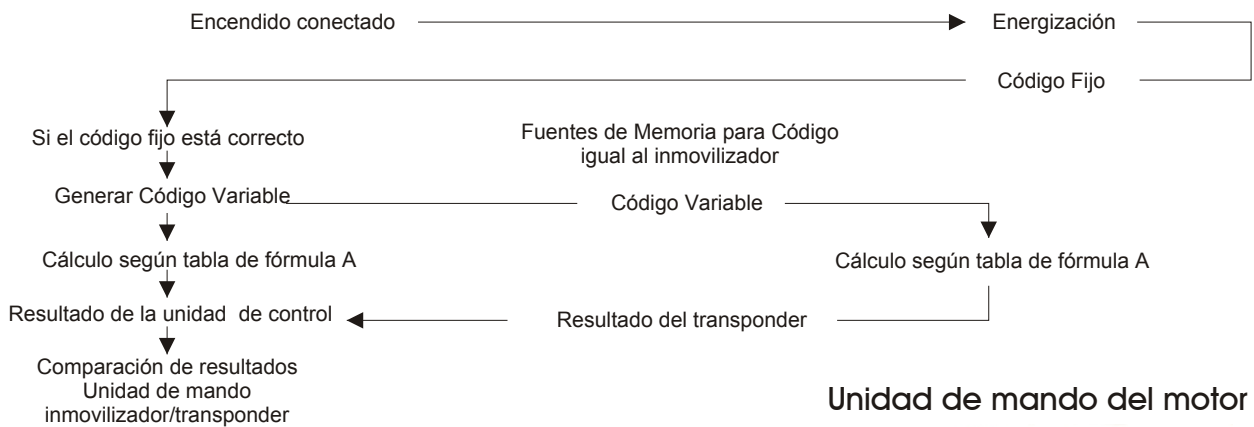 Encendido conectado
Energización
Código Fijo
Si el código fijo está correcto
Fuentes de Memoria para Código
igual al inmovilizador
Generar Código Variable
Código Variable
Cálculo según tabla de fórmula A
Cálculo según tabla de fórmula A
Resultado de la unidad de control
Resultado del transponder
Comparación de resultados
Unidad de mando
inmovilizador/transponder
Unidad de mando del motor